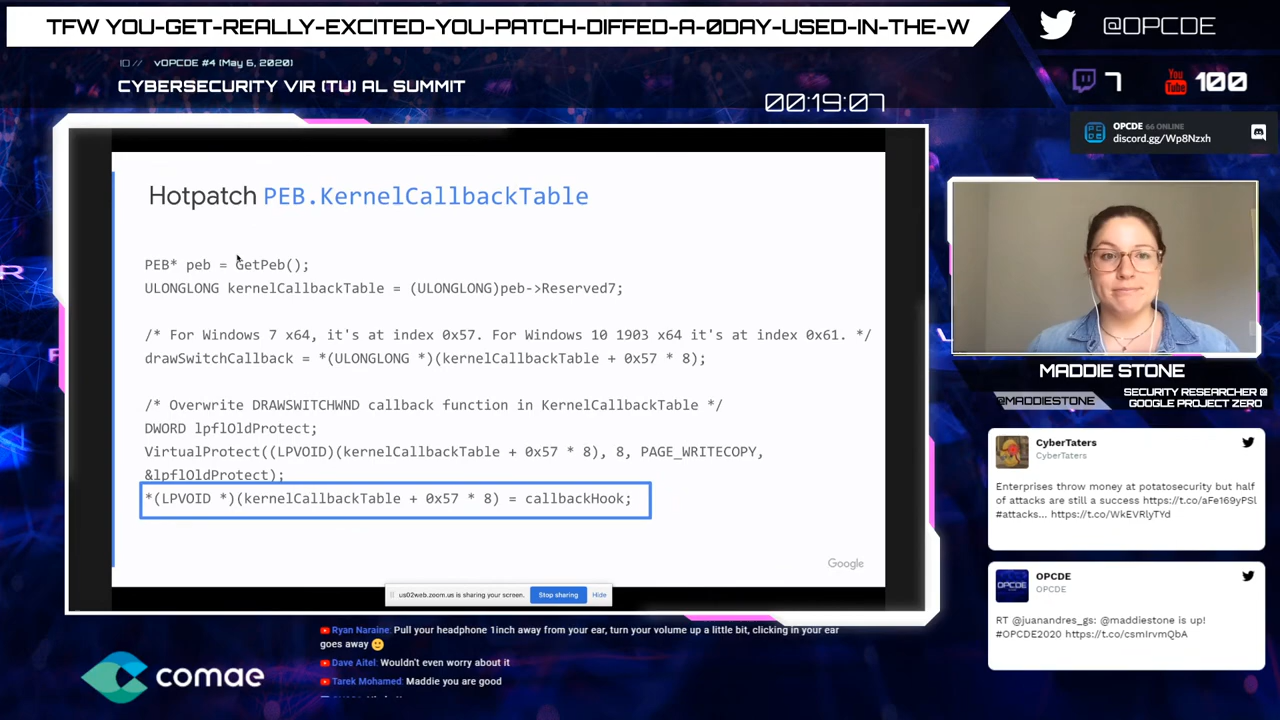 TFW YOU-GET-REALLY-EXCITED-YOU-PATCH-DIFFED-A-0DAY-USED-IN-THE-W
@OPCDE
ID // vOPCDE #4 (May 6, 2020)
CYBERSECURITY VIR (TU) AL SUMMIT
00:19:07
7
You Tube
100
OPCDE 66 ONLINE
discord.gg/Wp8Nzxh
Hotpatch PEB.KernelCallbackTable
PEB* peb = GetPeb();
ULONGLONG kernelCallbackTable = (ULONGLONG)peb->Reserved7;
/* For Windows 7 x64, it's at index 0x57. For Windows 10 1903 x64 it's at index 0x61. */
drawSwitchCallback = *(ULONGLONG *)(kernelCallbackTable + 0x57 * 8);
/* Overwrite DRAWSWITCHWND callback function in KernelCallbackTable */
DWORD lpflOldProtect;
VirtualProtect((LPVOID)(kernelCallbackTable + 0x57 * 8), 8, PAGE_WRITECOPY,
&lpflOldProtect);
*(LPVOID *)(kernelCallbackTable + 0x57 * 8) = callbackHook;
Google
us02web.zoom.us is sharing your screen.
Stop sharing
Hide
MADDIE STONE
@MADDIESTONE
SECURITY RESEARCHER @
GOOGLE PROJECT ZERO
CyberTaters
CyberTaters
Enterprises throw money at potatosecurity but half
of attacks are still a success https://t.co/aFe169yPSl
#attacks... https://t.co/WkEVRlyTYd
OPCDE
OPCDE
RT @juanandres_gs: @maddiestone is up!
#OPCDE2020 https://t.co/csmIrvmQbA
Ryan Naraine: Pull your headphone 1inch away from your ear, turn your volume up a little bit, clicking in your ear
goes away 🙂
Dave Aitel: Wouldn't even worry about it
Tarek Mohamed: Maddie you are good
comae